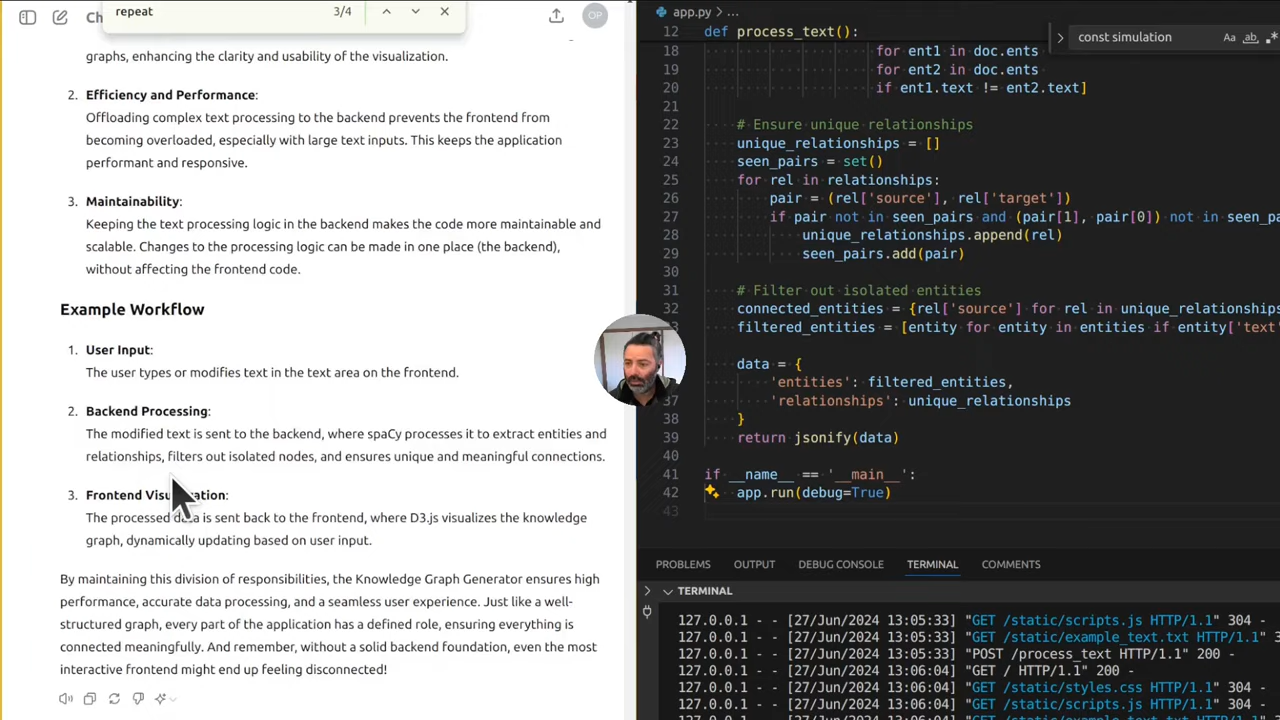 Ch
repeat
3/4
OP
graphs, enhancing the clarity and usability of the visualization.
2. Efficiency and Performance:
Offloading complex text processing to the backend prevents the frontend from
becoming overloaded, especially with large text inputs. This keeps the application
performant and responsive.
3. Maintainability:
Keeping the text processing logic in the backend makes the code more maintainable and
scalable. Changes to the processing logic can be made in one place (the backend),
without affecting the frontend code.
Example Workflow
1. User Input:
The user types or modifies text in the text area on the frontend.
2. Backend Processing:
The modified text is sent to the backend, where spaCy processes it to extract entities and
relationships, filters out isolated nodes, and ensures unique and meaningful connections.
3. Frontend Visu ation:
The processed data is sent back to the frontend, where D3.js visualizes the knowledge
graph, dynamically updating based on user input.
By maintaining this division of responsibilities, the Knowledge Graph Generator ensures high
performance, accurate data processing, and a seamless user experience. Just like a well-
structured graph, every part of the application has a defined role, ensuring everything is
connected meaningfully. And remember, without a solid backend foundation, even the most
interactive frontend might end up feeling disconnected!
app.py > ...
const simulation
Aa ab
12 def process_text():
18 for ent1 in doc.ents
19 for ent2 in doc.ents
20 if ent1.text != ent2.text]
21
22 # Ensure unique relationships
23 unique_relationships = []
24 seen_pairs = set()
25 for rel in relationships:
26 pair = (rel['source'], rel['target'])
27 if pair not in seen_pairs and (pair[1], pair[0]) not in seen_pa
28 unique_relationships.append(rel)
29 seen_pairs.add(pair)
30
31 # Filter out isolated entities
32 connected_entities = {rel['source'] for rel in unique_relationships
33 filtered_entities = [entity for entity in entities if entity['text
data = {
'entities': filtered_entities,
37 'relationships': unique_relationships
38 }
39 return jsonify(data)
40
41 if __name__ == '__main__':
42 app.run(debug=True)
43
PROBLEMS OUTPUT DEBUG CONSOLE TERMINAL COMMENTS
TERMINAL
127.0.0.1 - - [27/Jun/2024 13:05:33] "GET /static/scripts.js HTTP/1.1" 304 -
127.0.0.1 - - [27/Jun/2024 13:05:33] "GET /static/example_text.txt HTTP/1.1" 3
127.0.0.1 - - [27/Jun/2024 13:05:33] "POST /process_text HTTP/1.1" 200 -
127.0.0.1 - - [27/Jun/2024 13:06:04] "GET / HTTP/1.1" 200 -
127.0.0.1 - - [27/Jun/2024 13:06:04] "GET /static/styles.css HTTP/1.1" 304 -
127.0.0.1 - - [27/Jun/2024 13:06:04] "GET /static/scripts.js HTTP/1.1" 304 -